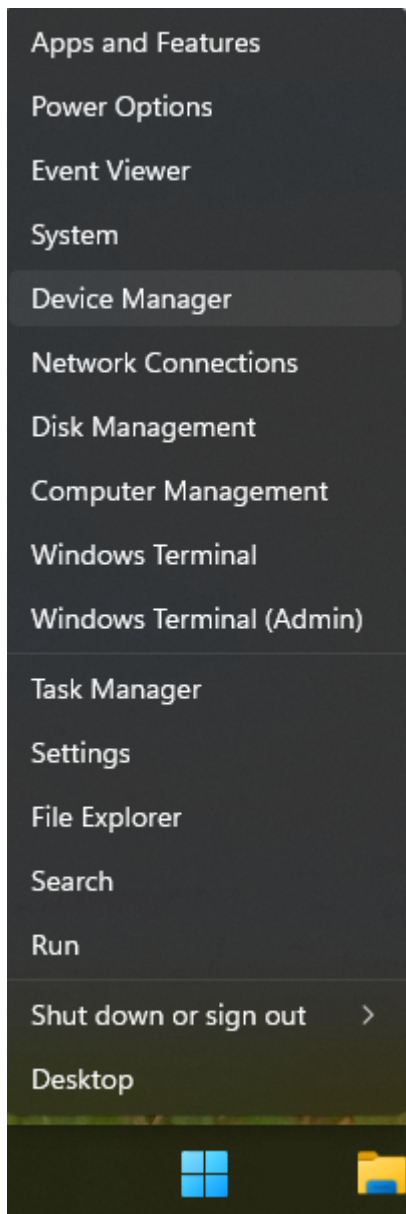 Apps and Features
Power Options
Event Viewer
System
Device Manager
Network Connections
Disk Management
Computer Management
Windows Terminal
Windows Terminal (Admin)
Task Manager
Settings
File Explorer
Search
Run
Shut down or sign out
Desktop